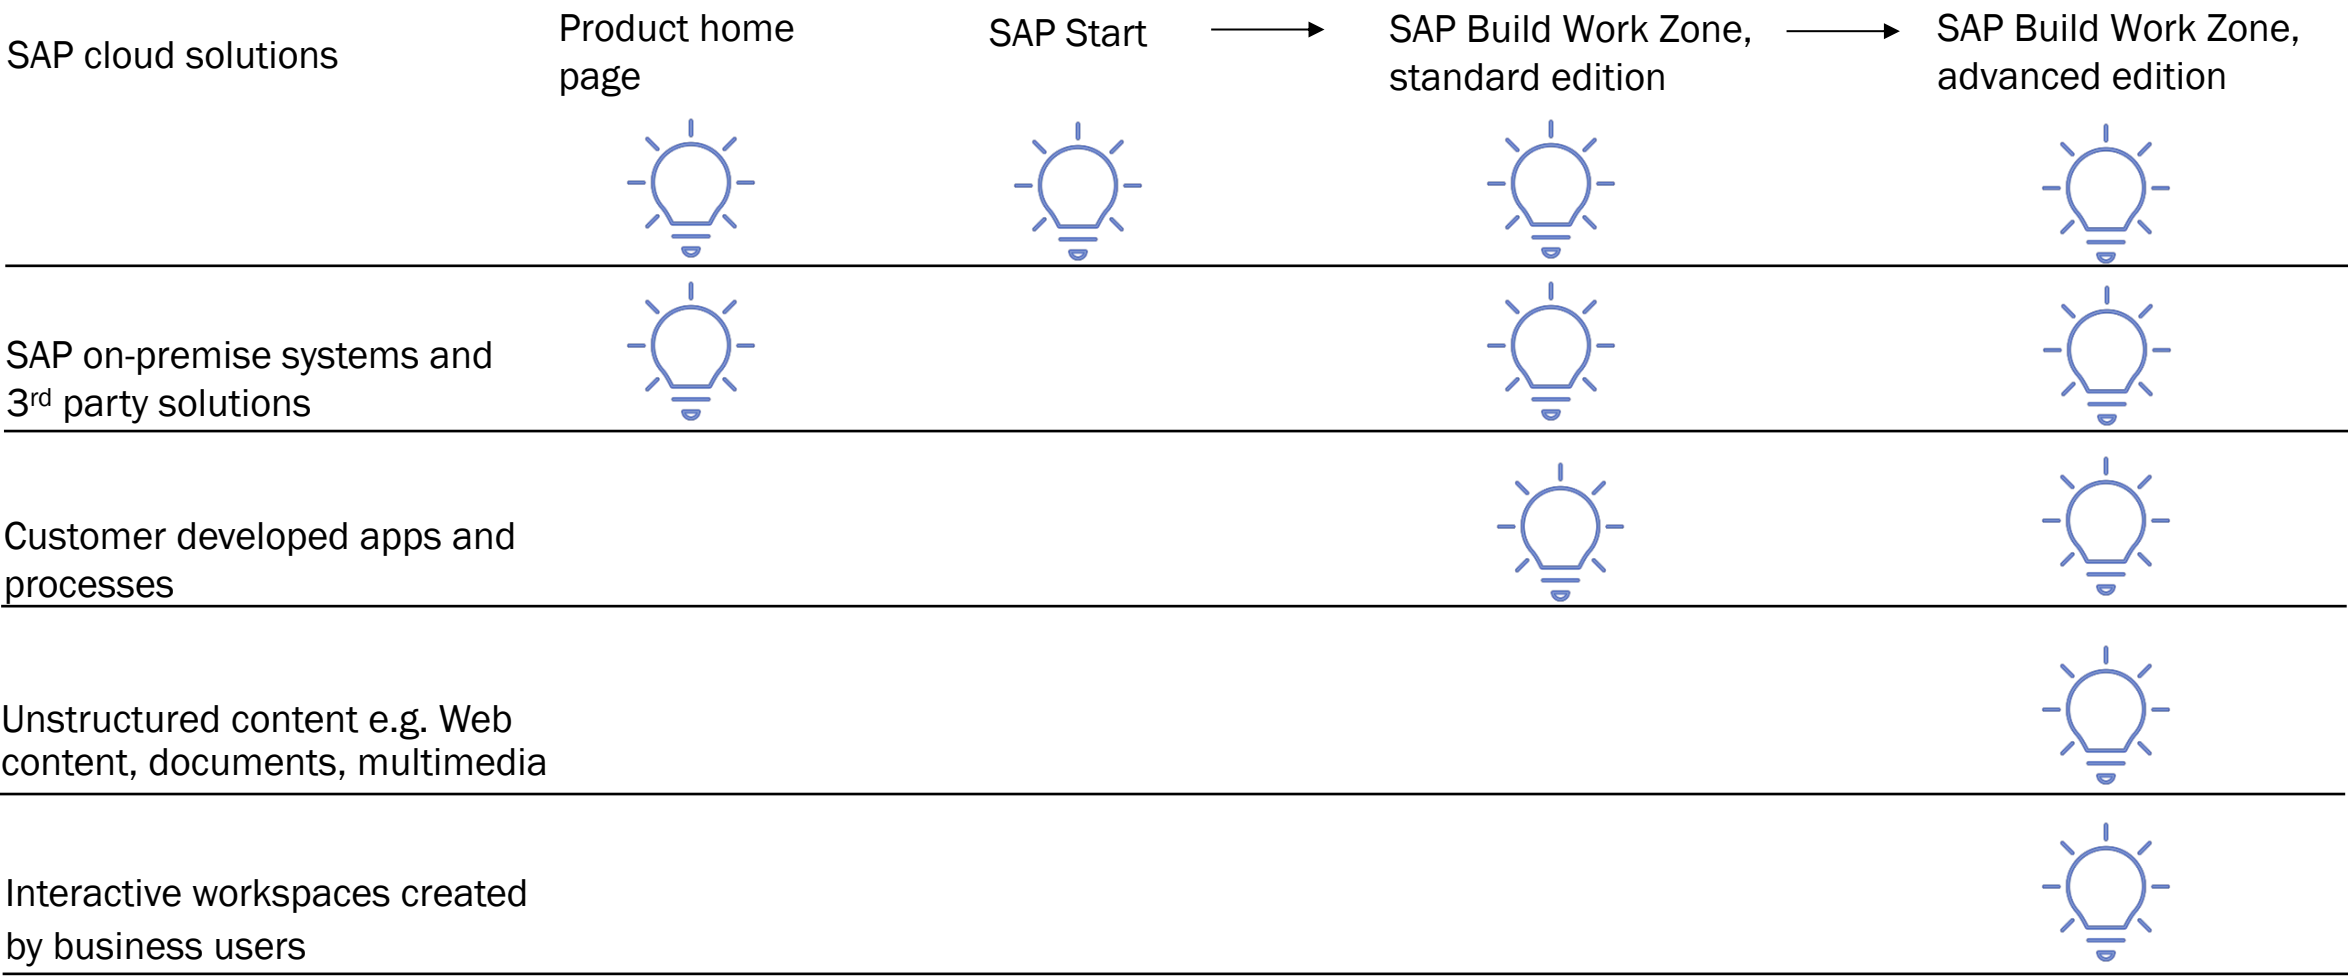 SAP cloud solutions
Product home
page
SAP Start
SAP Build Work Zone,
standard edition
SAP Build Work Zone,
advanced edition
SAP on-premise systems and
3rd party solutions
Customer developed apps and
processes
Unstructured content e.g. Web
content, documents, multimedia
Interactive workspaces created
by business users